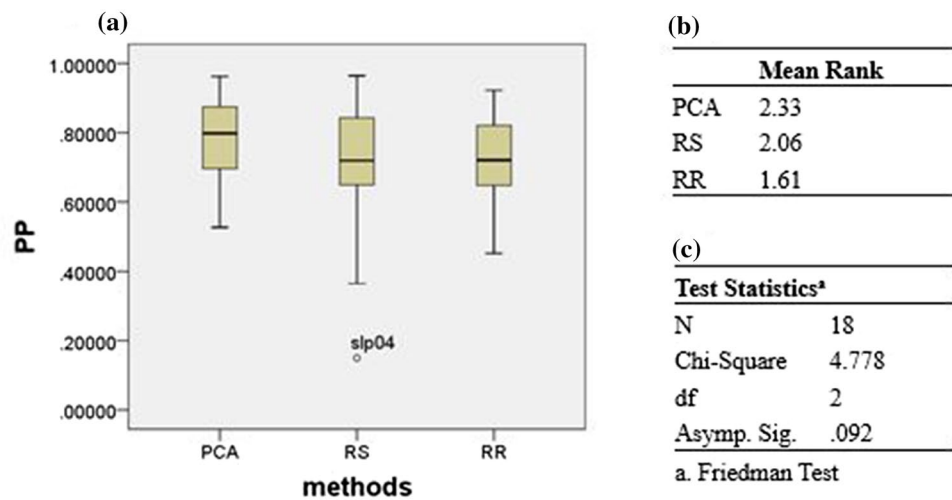 (a)
1.00000
.80000
.60000
.40000
.20000
.00000
PP
slp04
PCA RS RR
methods
(b)
Mean Rank
PCA 2.33
RS 2.06
RR 1.61
(c)
Test Statisticsᵃ
N 18
Chi-Square 4.778
df 2
Asymp. Sig. .092
a. Friedman Test